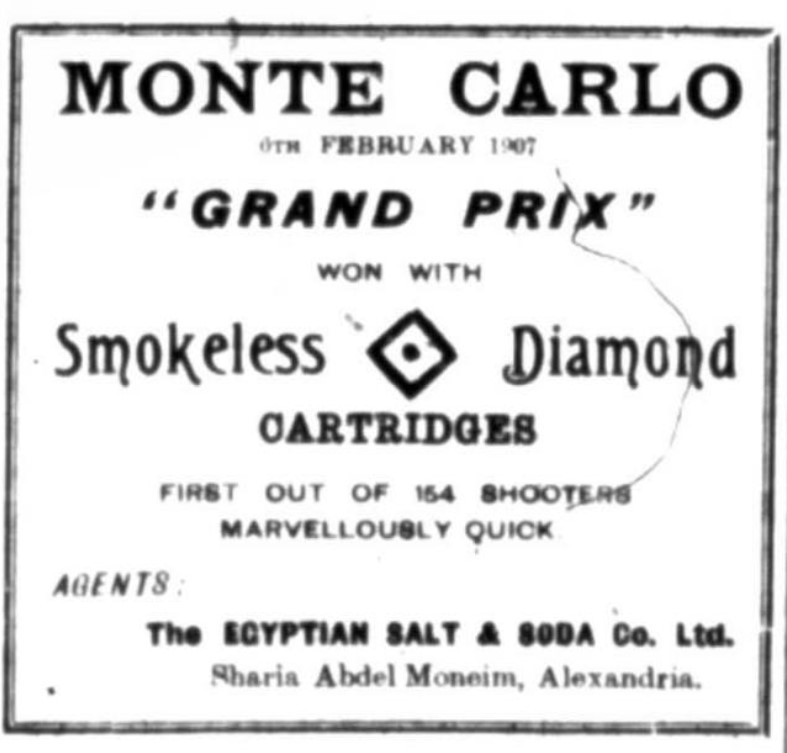 MONTE CARLO
6TH FEBRUARY 1907
"GRAND PRIX"
WON WITH
Smokeless Diamond
CARTRIDGES
FIRST OUT OF 154 SHOOTERS
MARVELLOUSLY QUICK
AGENTS:
The EGYPTIAN SALT & SODA Co. Ltd.
Sharia Abdel Moneim, Alexandria.